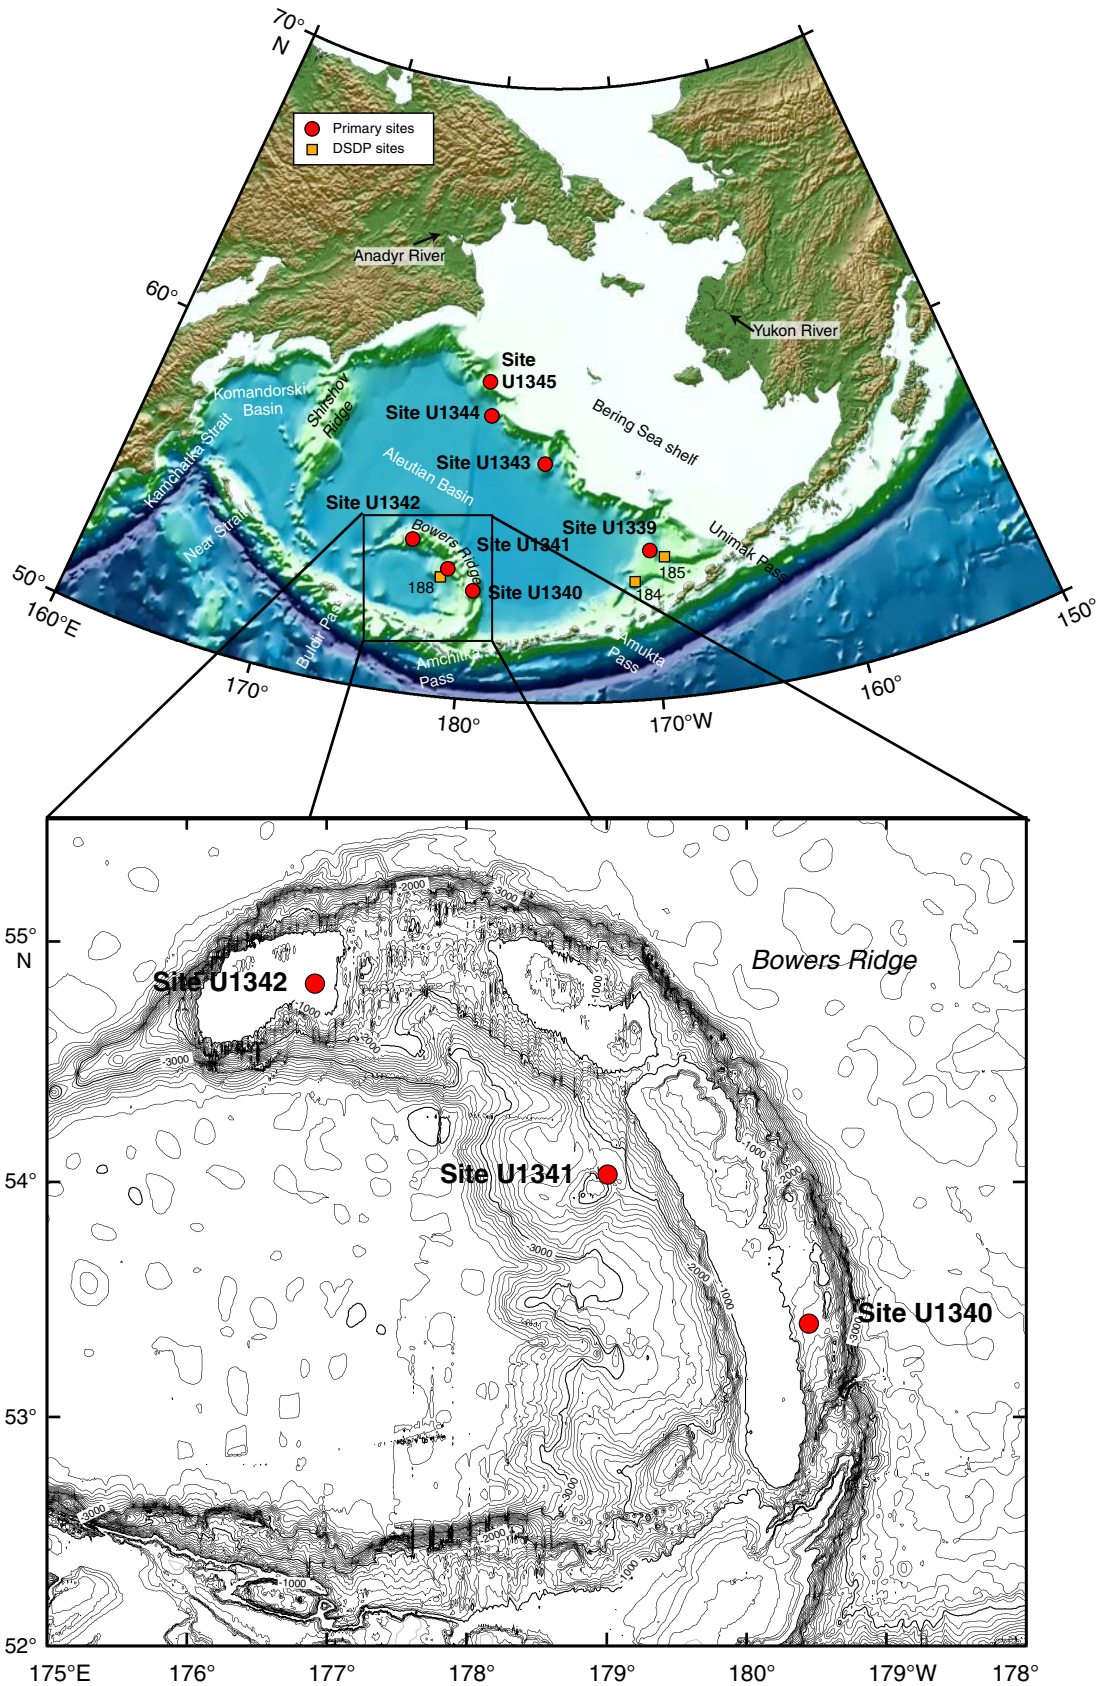 70°
N
Primary sites
DSDP sites
Anadyr River
60°
Yukon River
Site
U1345
Komandorski
Basin
Shirshov
Ridge
Site U1344
Bering Sea shelf
Kamchatka Strait
Aleutian Basin
Site U1343
Site U1342
Near Strait
Bowers Ridge
Site U1341
Site U1339
Unimak Pass
185
184
188
Site U1340
50°
160°E
150°
Buldir Pass
Amchitka
Pass
Amukta
Pass
170°
180°
170°W
160°
-2000
-3000
55°
N
Bowers Ridge
Site U1342
-1000
-1000
-2000
-3000
-1000
54°
Site U1341
-2000
-3000
-2000
-1000
Site U1340
-3000
53°
-3000
-3000
-2000
-1000
52°
175°E
176°
177°
178°
179°
180°
179°W
178°